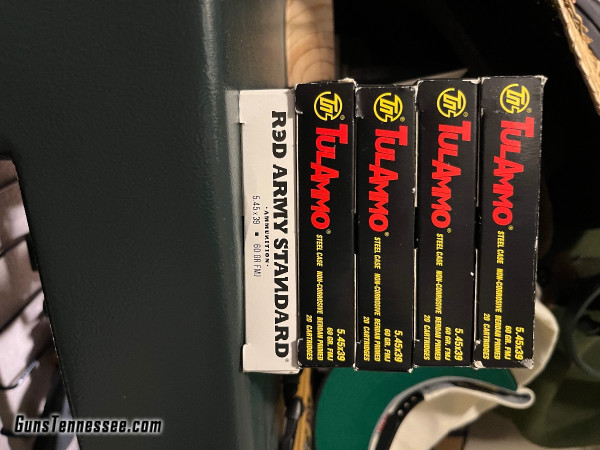 RED ARMY STANDARD®
·AMMUNITION·
5.45x39 ■ 60 GR FMJ
TULAMMO®
STEEL CASE NON-CORROSIVE BERDAN PRIMED
5.45x39
60 GR. FMJ
20 CARTRIDGES
TULAMMO®
STEEL CASE NON-CORROSIVE BERDAN PRIMED
5.45x39
60 GR. FMJ
20 CARTRIDGES
TULAMMO®
STEEL CASE NON-CORROSIVE BERDAN PRIMED
5.45x39
60 GR. FMJ
20 CARTRIDGES
TULAMMO®
STEEL CASE NON-CORROSIVE BERDAN PRIMED
5.45x39
60 GR. FMJ
20 CARTRIDGES
GunsTennessee.com